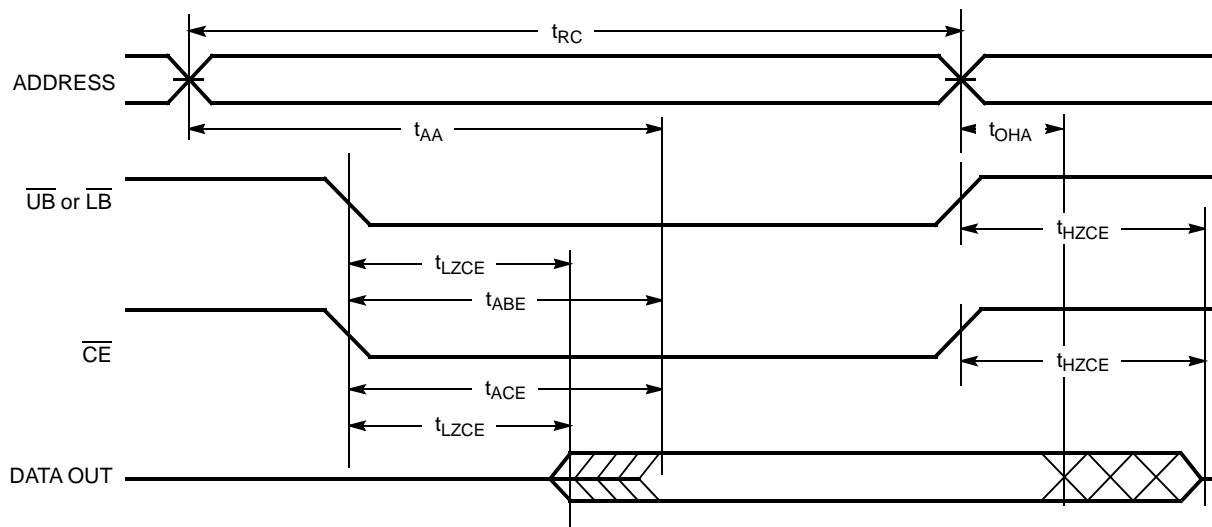 tRC
ADDRESS
tAA
tOHA
UB or LB
tHZCE
tLZCE
tABE
CE
tHZCE
tACE
tLZCE
DATA OUT